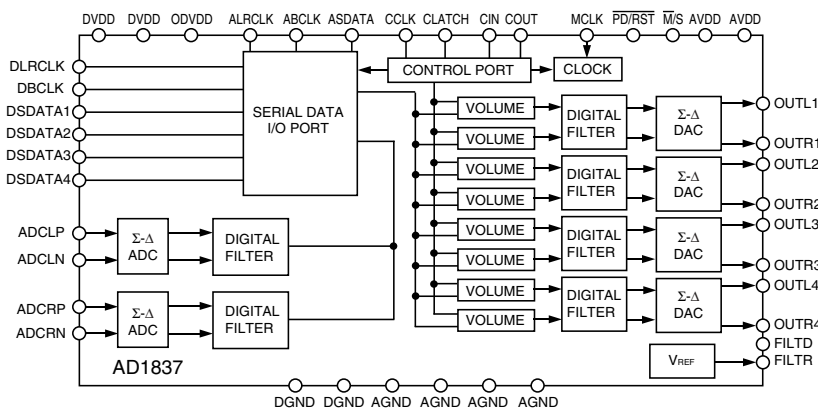 DVDD DVDD ODVDD ALRCLK ABCLK ASDATA CCLK CLATCH CIN COUT MCLK PD/RST M/S AVDD AVDD
DLRCLK
DBCLK
DSDATA1
DSDATA2
DSDATA3
DSDATA4
SERIAL DATA
I/O PORT
CONTROL PORT
CLOCK
VOLUME
VOLUME
VOLUME
VOLUME
VOLUME
VOLUME
VOLUME
VOLUME
DIGITAL
FILTER
DIGITAL
FILTER
DIGITAL
FILTER
DIGITAL
FILTER
Σ-Δ
DAC
Σ-Δ
DAC
Σ-Δ
DAC
Σ-Δ
DAC
OUTL1
OUTR1
OUTL2
OUTR2
OUTL3
OUTR3
OUTL4
OUTR4
FILTD
FILTR
ADCLP
ADCLN
Σ-Δ
ADC
DIGITAL
FILTER
ADCRP
ADCRN
Σ-Δ
ADC
DIGITAL
FILTER
VREF
AD1837
DGND DGND AGND AGND AGND AGND